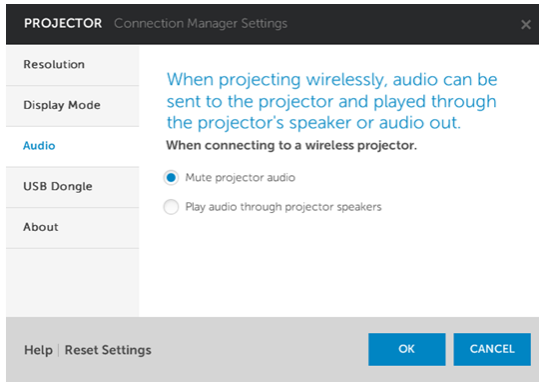 PROJECTOR Connection Manager Settings
Resolution
Display Mode
Audio
USB Dongle
About
When projecting wirelessly, audio can be
sent to the projector and played through
the projector's speaker or audio out.
When connecting to a wireless projector.
Mute projector audio
Play audio through projector speakers
Help | Reset Settings
OK
CANCEL